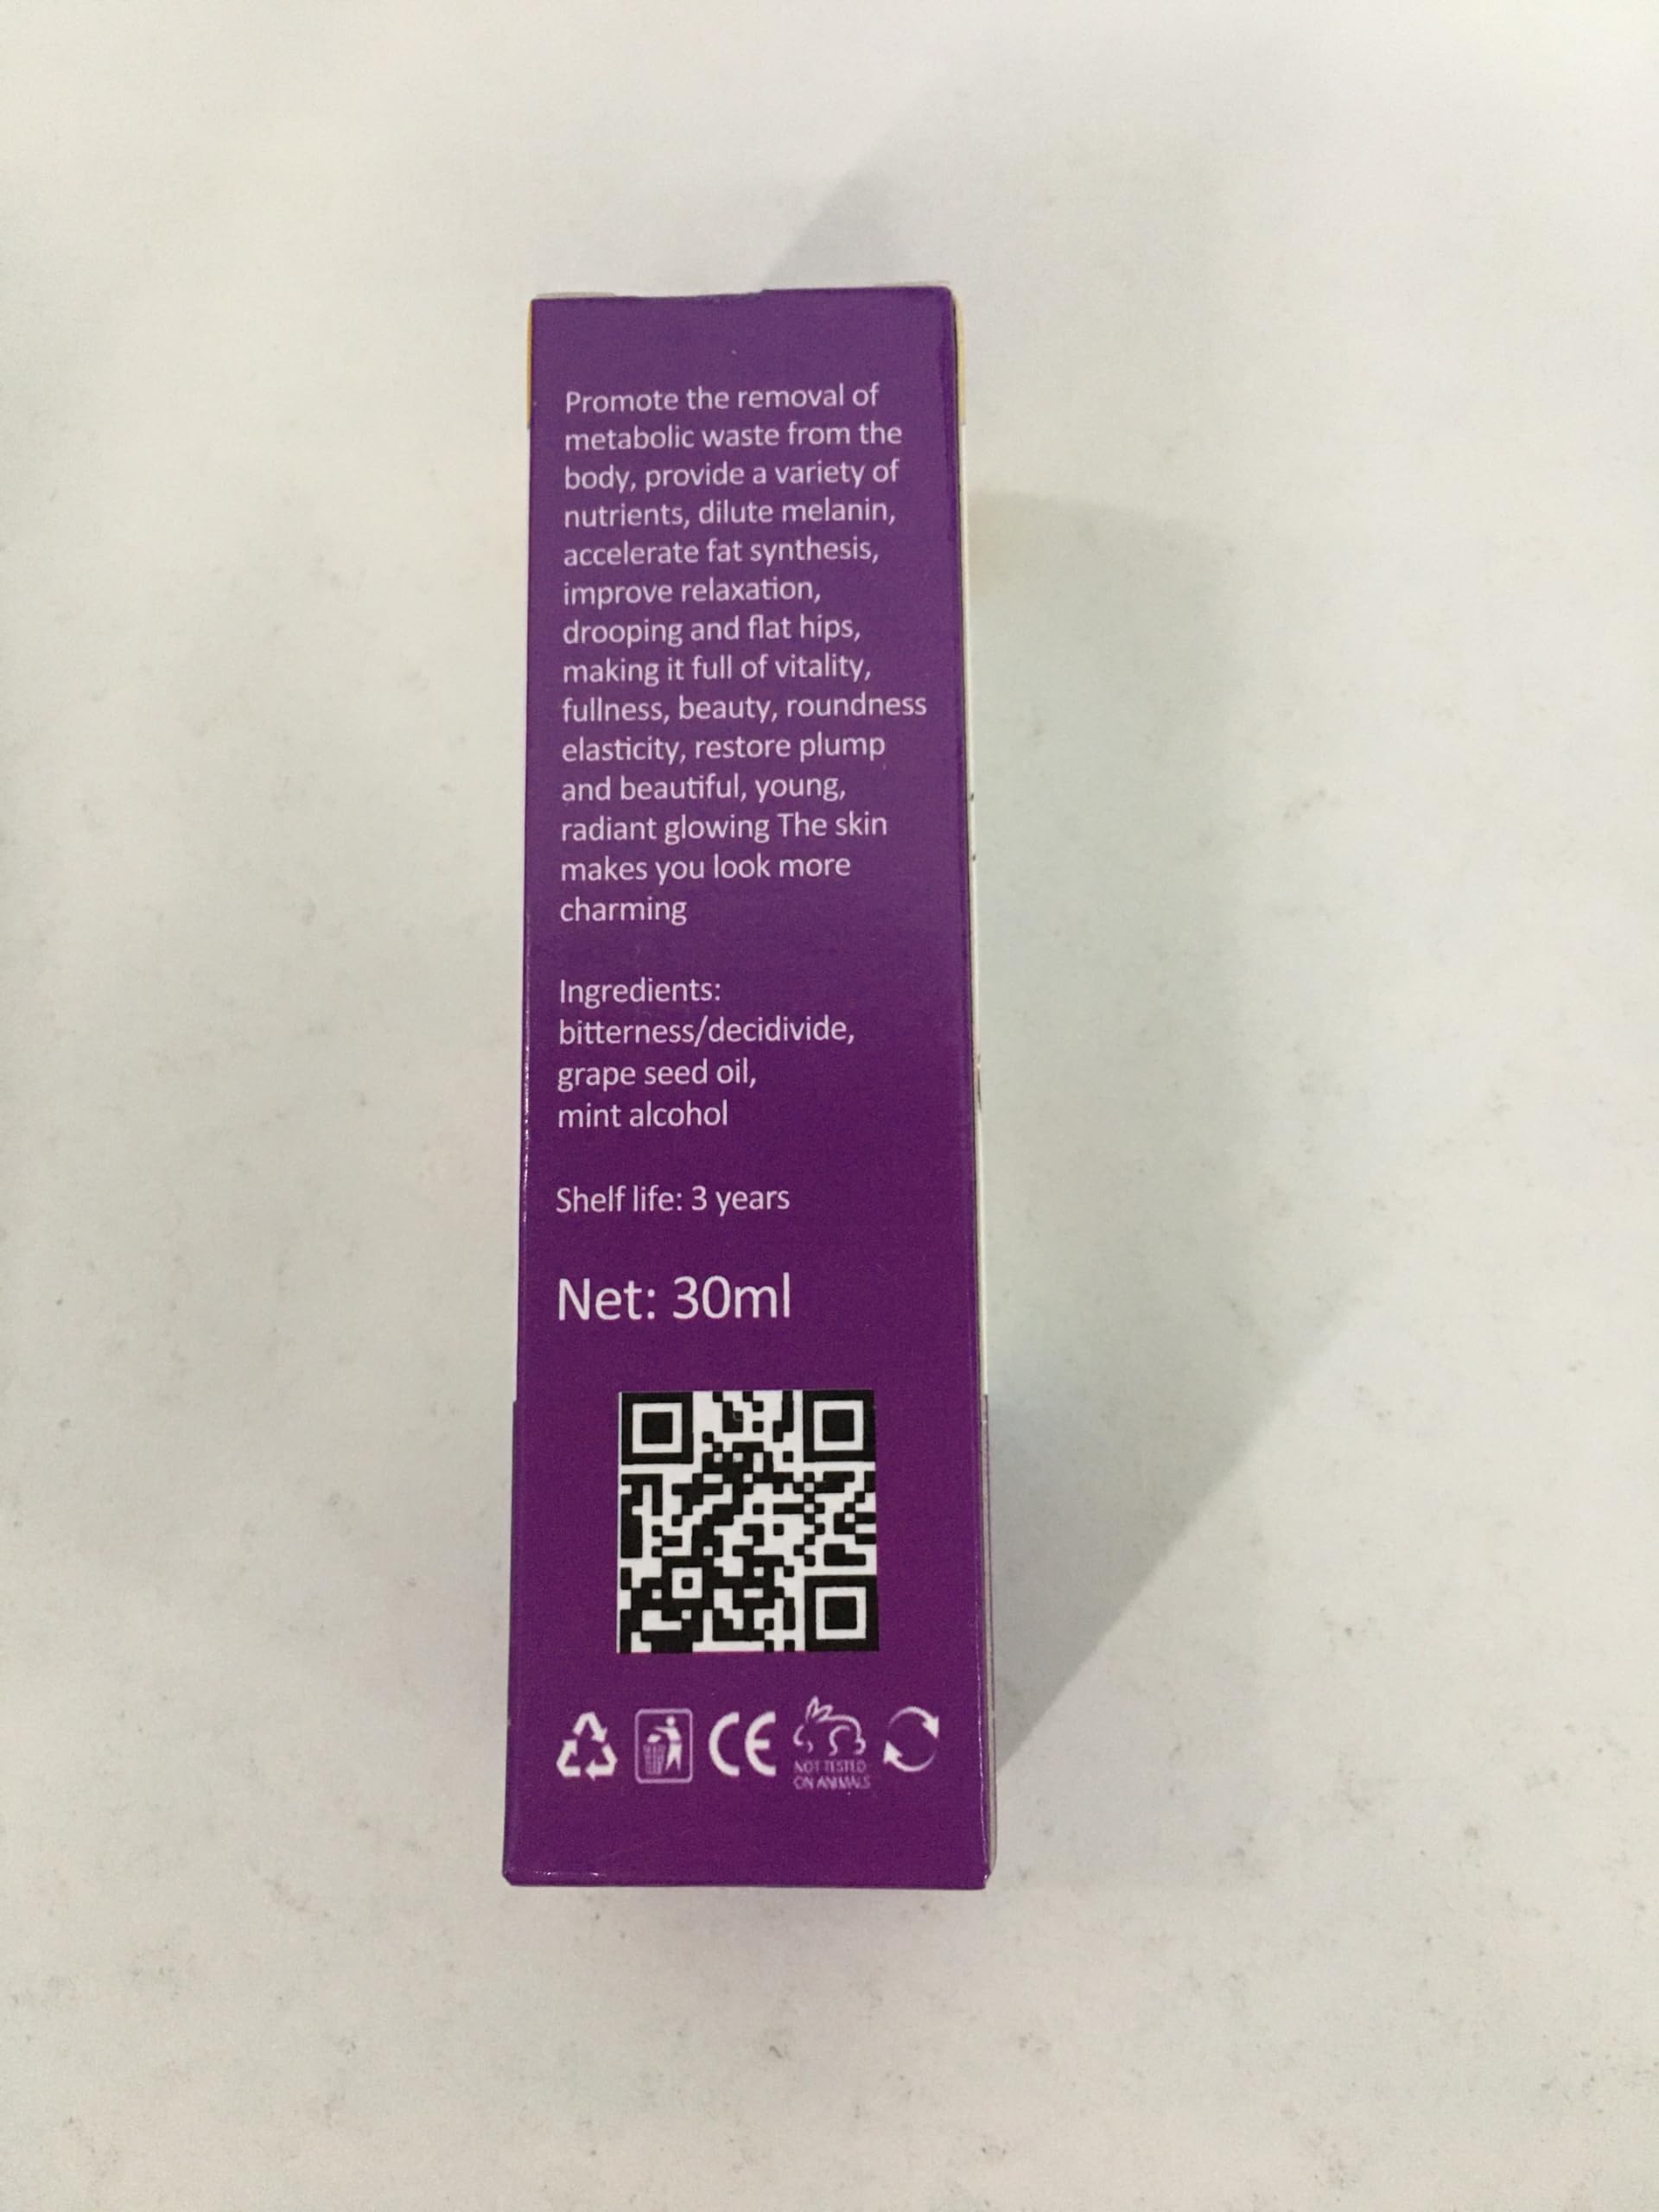 Promote the removal of
metabolic waste from the
body, provide a variety of
nutrients, dilute melanin,
accelerate fat synthesis,
improve relaxation,
drooping and flat hips,
making it full of vitality,
fullness, beauty, roundness
elasticity, restore plump
and beautiful, young,
radiant glowing The skin
makes you look more
charming
Ingredients:
bitterness/decidivide,
grape seed oil,
mint alcohol
Shelf life: 3 years
Net: 30ml
CE
NOT TESTED
ON ANIMALS